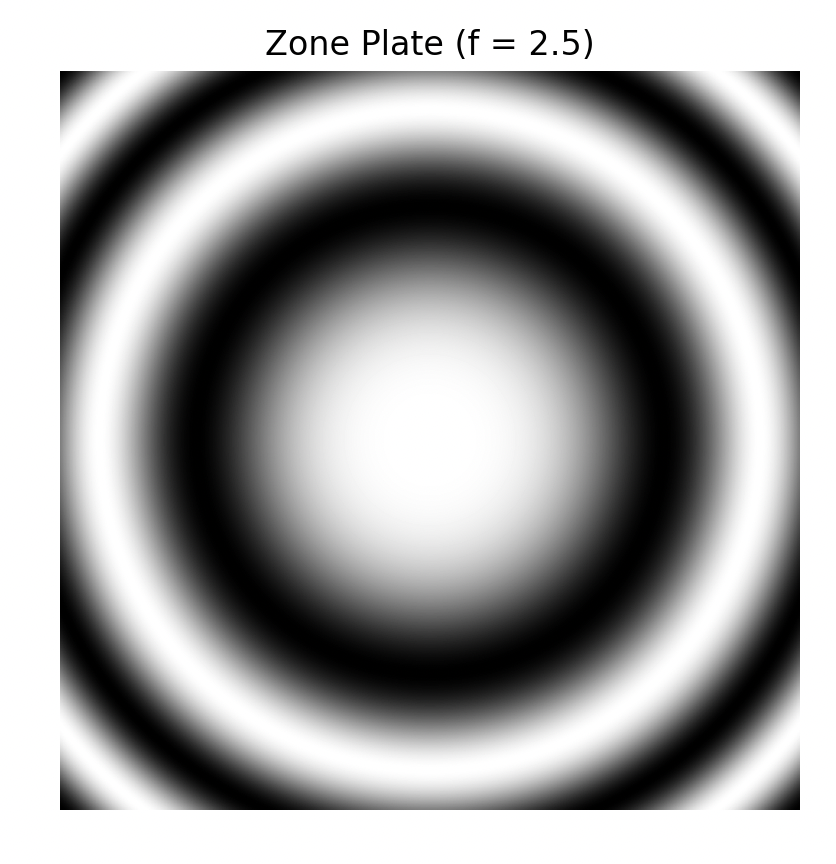 Zone Plate (f = 2.5)